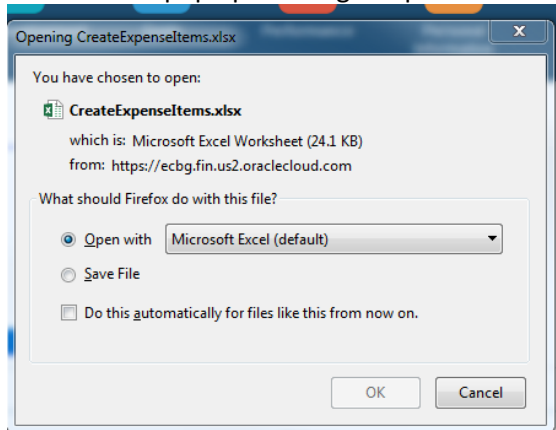 Opening CreateExpenseItems.xlsx
X
You have chosen to open:
CreateExpenseItems.xlsx
which is: Microsoft Excel Worksheet (24.1 KB)
from: https://ecbg.fin.us2.oraclecloud.com
What should Firefox do with this file?
Open with Microsoft Excel (default)
Save File
Do this automatically for files like this from now on.
OK Cancel